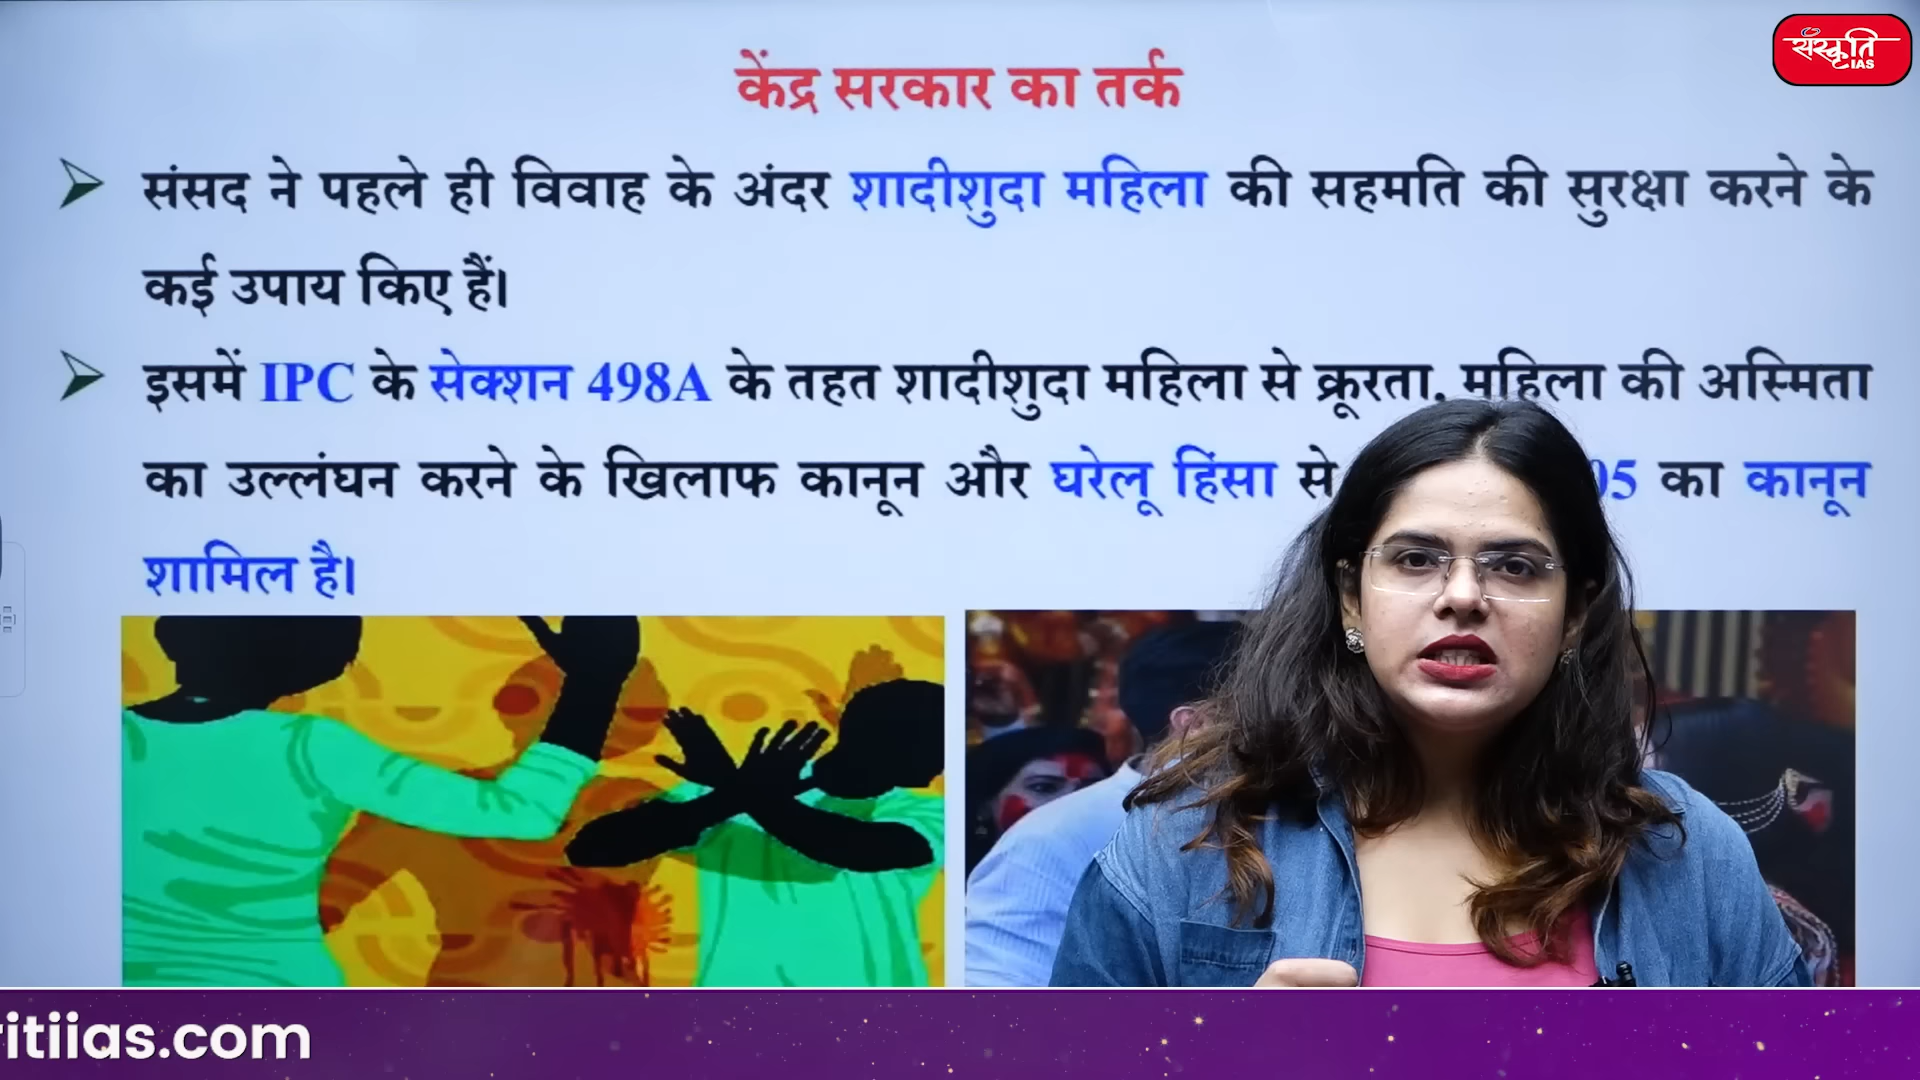 संस्कृति
IAS
केंद्र सरकार का तर्क
संसद ने पहले ही विवाह के अंदर शादीशुदा महिला की सहमति की सुरक्षा करने के
कई उपाय किए हैं।
इसमें IPC के सेक्शन 498A के तहत शादीशुदा महिला से क्रूरता, महिला की अस्मिता
का उल्लंघन करने के खिलाफ कानून और घरेलू हिंसा से 05 का कानून
शामिल है।
ritiias.com